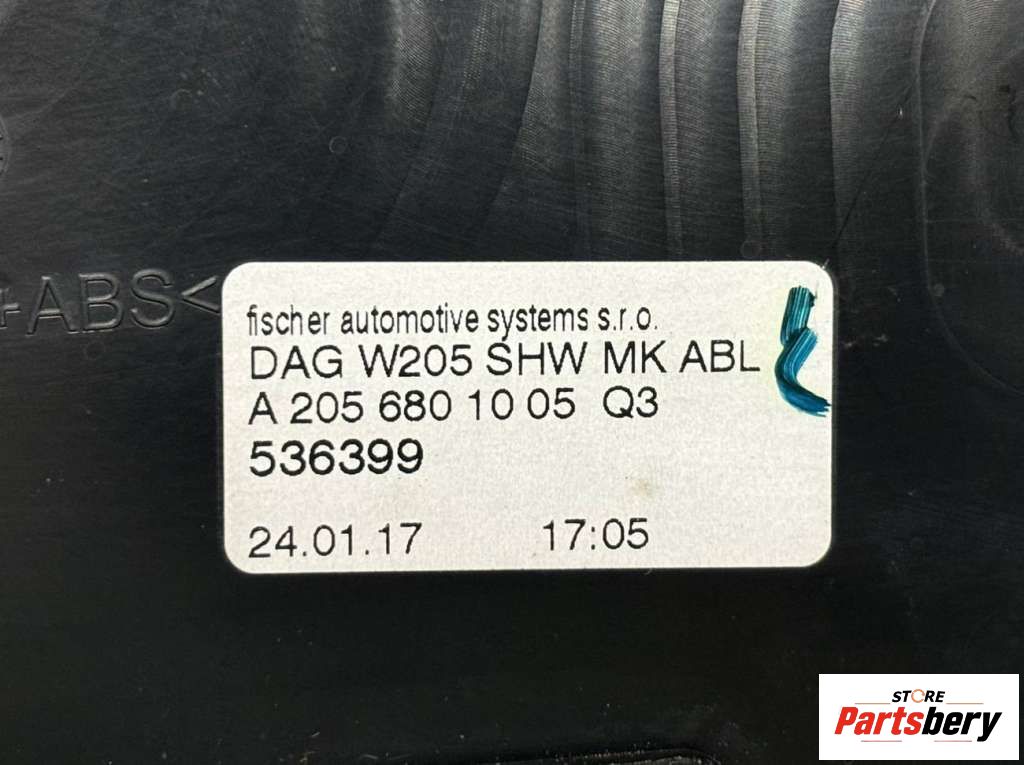 +ABS<
fischer automotive systems s.r.o.
DAG W205 SHW MK ABL
A 205 680 10 05 Q3
536399
24.01.17 17:05
STORE
Partsbery